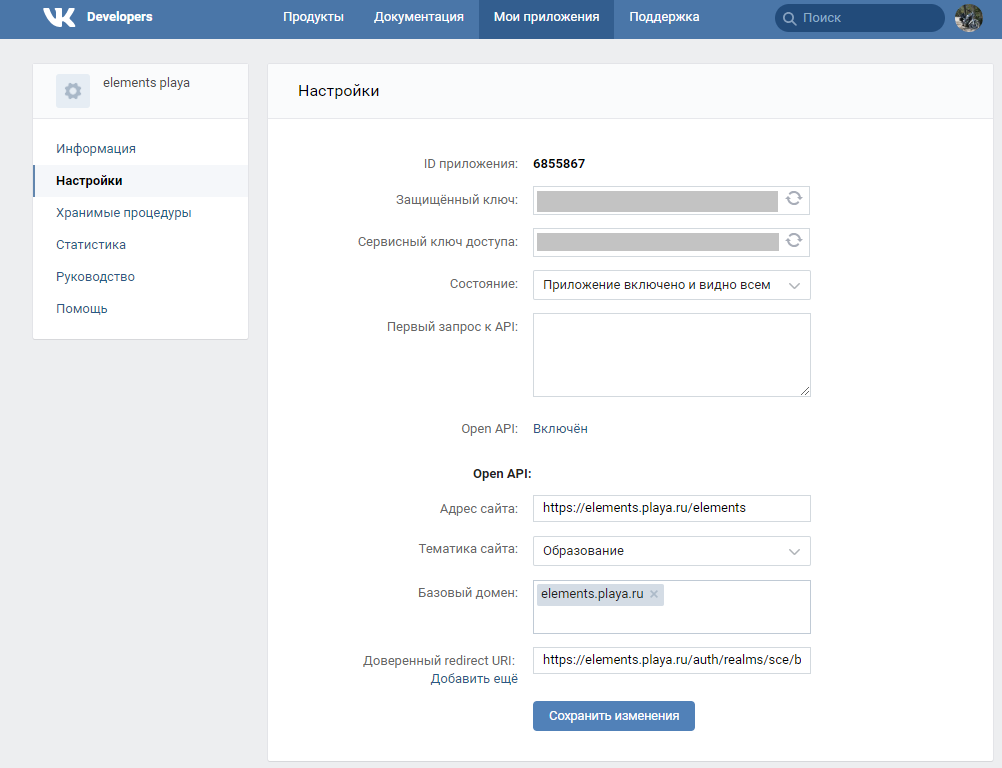 VK Developers Продукты Документация Мои приложения Поддержка Поиск
elements playa
Информация
Настройки
Хранимые процедуры
Статистика
Руководство
Помощь
Настройки
ID приложения: 6855867
Защищённый ключ:
Сервисный ключ доступа:
Состояние: Приложение включено и видно всем
Первый запрос к API:
Open API: Включён
Open API:
Адрес сайта: https://elements.playa.ru/elements
Тематика сайта: Образование
Базовый домен: elements.playa.ru
Доверенный redirect URI: https://elements.playa.ru/auth/realms/sce/b
Добавить ещё
Сохранить изменения